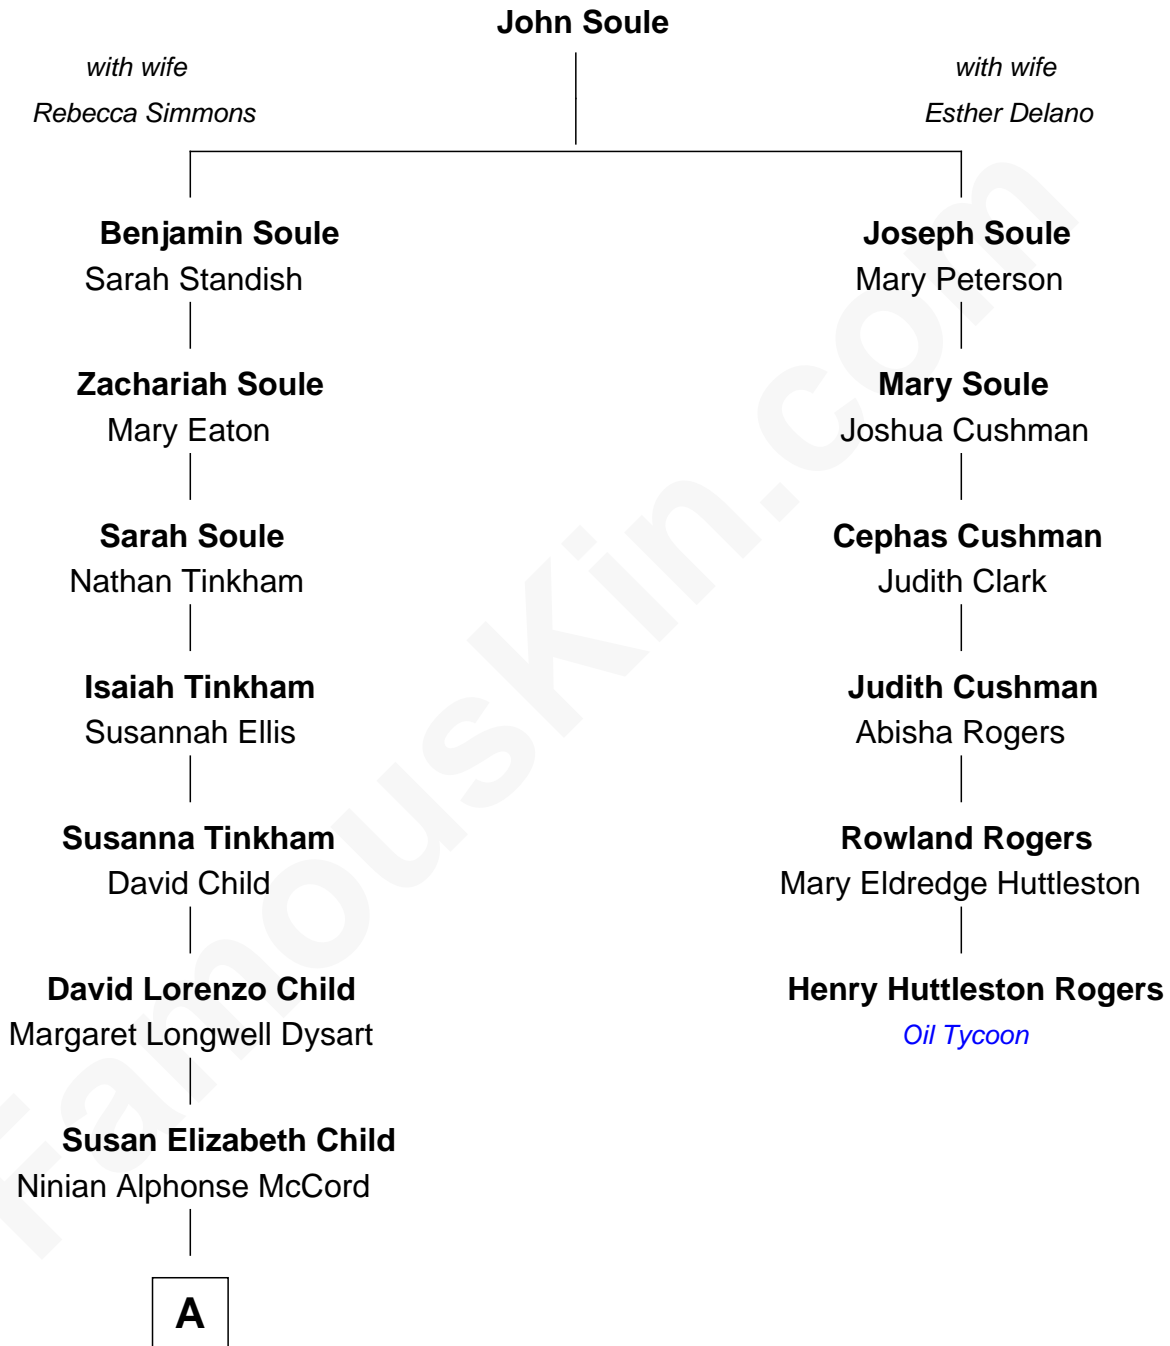 John Soule
with wife
Rebecca Simmons
with wife
Esther Delano
Benjamin Soule
Sarah Standish
Joseph Soule
Mary Peterson
Zachariah Soule
Mary Eaton
Mary Soule
Joshua Cushman
Sarah Soule
Nathan Tinkham
Cephas Cushman
Judith Clark
Isaiah Tinkham
Susannah Ellis
Judith Cushman
Abisha Rogers
Susanna Tinkham
David Child
Rowland Rogers
Mary Eldredge Huttleston
David Lorenzo Child
Margaret Longwell Dysart
Henry Huttleston Rogers
Oil Tycoon
Susan Elizabeth Child
Ninian Alphonse McCord
A
FamousKin.com